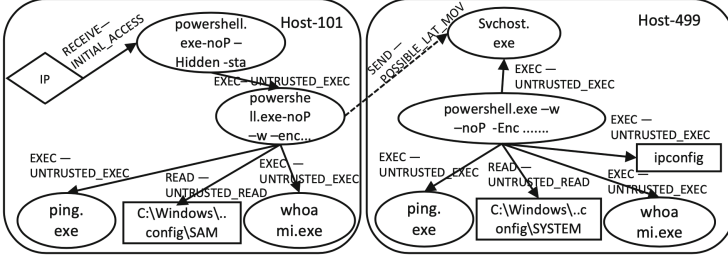 Host-101
IP
RECEIVE—
INITIAL_ACCESS
powershell.
exe-noP –
Hidden -sta
EXEC—UNTRUSTED_EXEC
powershe
ll.exe-noP
–w –enc...
EXEC —
UNTRUSTED_EXEC
READ —
UNTRUSTED_READ
EXEC —
UNTRUSTED_EXEC
ping.
exe
C:\Windows\..
config\SAM
whoa
mi.exe
SEND —
POSSIBLE_LAT_MOV
Host-499
Svchost.
exe
EXEC —
UNTRUSTED_EXEC
powershell.exe –w
–noP -Enc .......
EXEC —
UNTRUSTED_EXEC
ipconfig
EXEC —
UNTRUSTED_EXEC
READ —
UNTRUSTED_READ
EXEC —
UNTRUSTED_EXEC
ping.
exe
C:\Windows\..c
onfig\SYSTEM
whoa
mi.exe